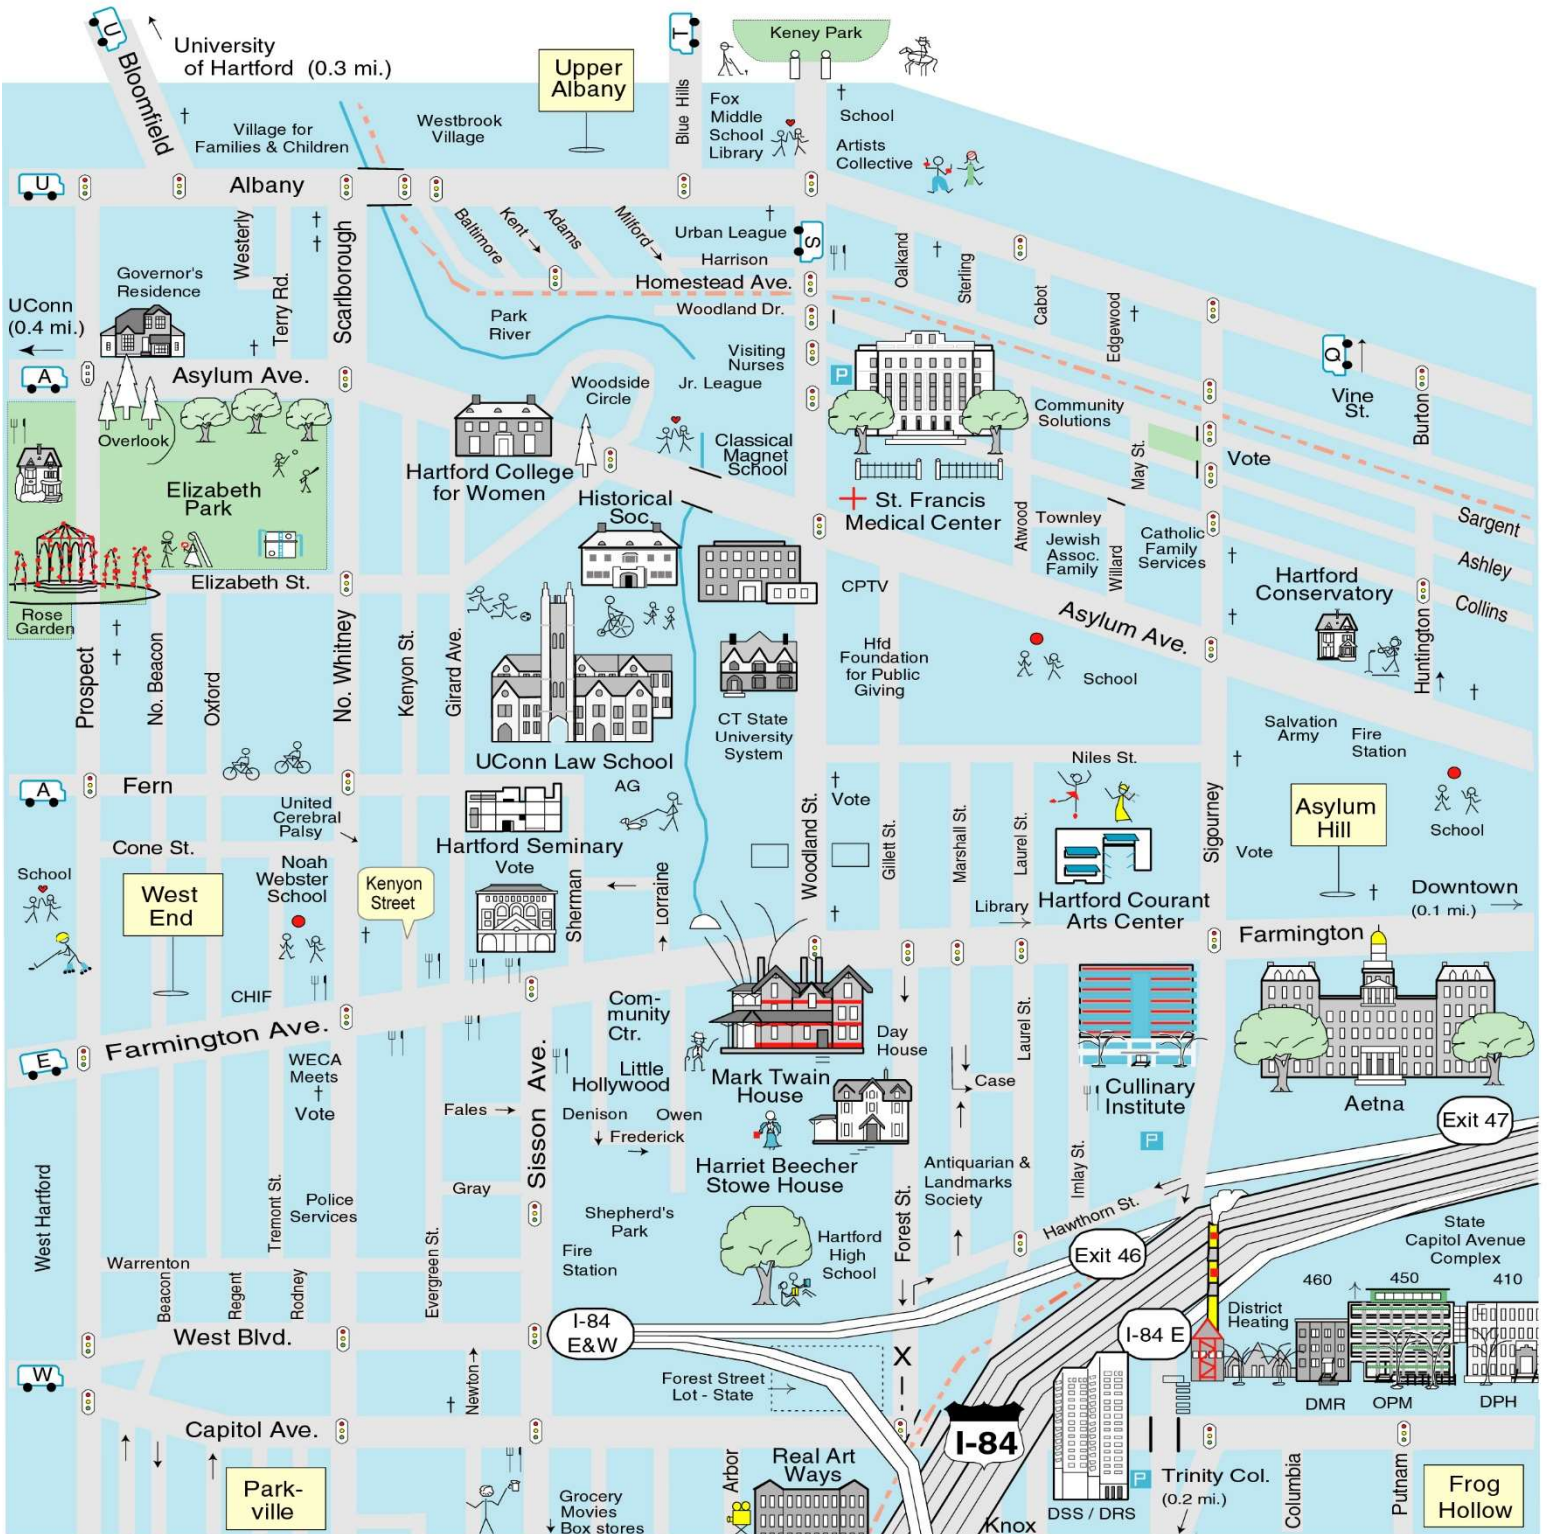 U
University
of Hartford (0.3 mi.)
Bloomfield
Upper
Albany
T
Blue Hills
Keney Park
Village for
Families & Children
Westbrook
Village
Fox
Middle
School
Library
School
Artists
Collective
U
Albany
Westerly
Terry Rd.
Scarlborough
Baltimore
Kent
Adams
Milford
Urban League
S
Harrison
Homestead Ave.
Woodland Dr.
Oalkand
Sterling
Cabot
Edgewood
Governor's
Residence
UConn
(0.4 mi.)
A
Asylum Ave.
Park
River
Visiting
Nurses
Jr. League
Woodside
Circle
P
Q
Vine
St.
Burton
Overlook
Elizabeth
Park
Hartford College
for Women
Classical
Magnet
School
Community
Solutions
May St.
Vote
Historical
Soc.
St. Francis
Medical Center
Atwood
Townley
Jewish
Assoc.
Family
Willard
Catholic
Family
Services
Sargent
Ashley
Collins
Elizabeth St.
Rose
Garden
CPTV
Asylum Ave.
Hartford
Conservatory
Huntington
Prospect
No. Beacon
Oxford
No. Whitney
Kenyon St.
Girard Ave.
Hfd
Foundation
for Public
Giving
School
UConn Law School
CT State
University
System
Salvation
Army
Fire
Station
Niles St.
A
Fern
AG
United
Cerebral
Palsy
Hartford Seminary
Vote
Vote
Woodland St.
Gillett St.
Marshall St.
Laurel St.
Sigourney
Asylum
Hill
School
Vote
Cone St.
School
West
End
Noah
Webster
School
Kenyon
Street
Sherman
Lorraine
Library
Hartford Courant
Arts Center
Downtown
(0.1 mi.)
Farmington
CHIF
Farmington Ave.
E
WECA
Meets
Vote
Sisson Ave.
Com-
munity
Ctr.
Little
Hollywood
Mark Twain
House
Day
House
Laurel St.
Case
Cullinary
Institute
Aetna
Exit 47
Fales
Denison
Owen
Frederick
P
West Hartford
Tremont St.
Police
Services
Gray
Harriet Beecher
Stowe House
Antiquarian &
Landmarks
Society
Imlay St.
Hawthorn St.
Forest St.
Shepherd's
Park
Hartford
High
School
Fire
Station
Warrenton
Beacon
Regent
Rodney
Evergreen St.
Exit 46
State
Capitol Avenue
Complex
460
450
410
I-84
E&W
I-84 E
District
Heating
West Blvd.
W
X
Forest Street
Lot - State
Newton
DMR
OPM
DPH
Capitol Ave.
I-84
Park-
ville
Grocery
Movies
Box stores
Arbor
Real Art
Ways
Knox
DSS / DRS
P
Trinity Col.
(0.2 mi.)
Columbia
Putnam
Frog
Hollow